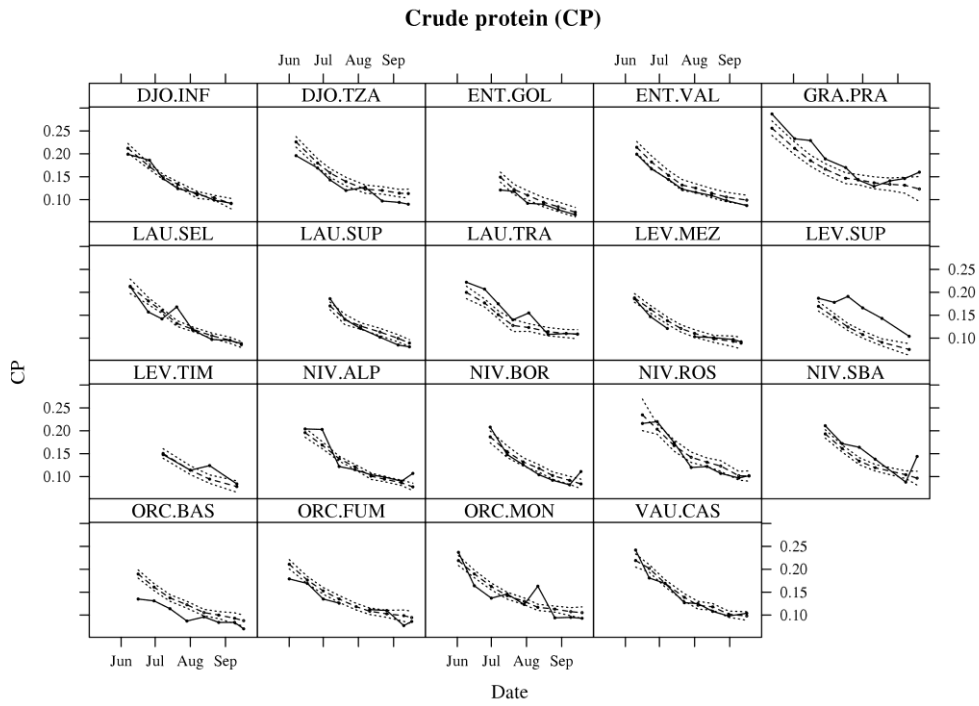 Crude protein (CP)
Jun Jul Aug Sep Jun Jul Aug Sep
DJO.INF DJO.TZA ENT.GOL ENT.VAL GRA.PRA
0.25
0.20
0.15
0.10
LAU.SEL LAU.SUP LAU.TRA LEV.MEZ LEV.SUP
0.25
0.20
0.15
0.10
LEV.TIM NIV.ALP NIV.BOR NIV.ROS NIV.SBA
0.25
0.20
0.15
0.10
ORC.BAS ORC.FUM ORC.MON VAU.CAS
0.25
0.20
0.15
0.10
CP
Jun Jul Aug Sep Jun Jul Aug Sep
Date